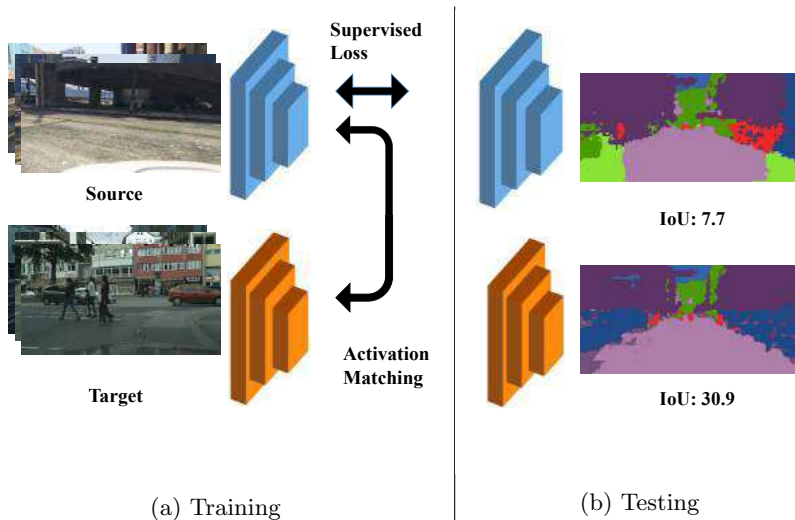 Supervised
Loss
Source
IoU: 7.7
Activation
Matching
Target
IoU: 30.9
(a) Training
(b) Testing